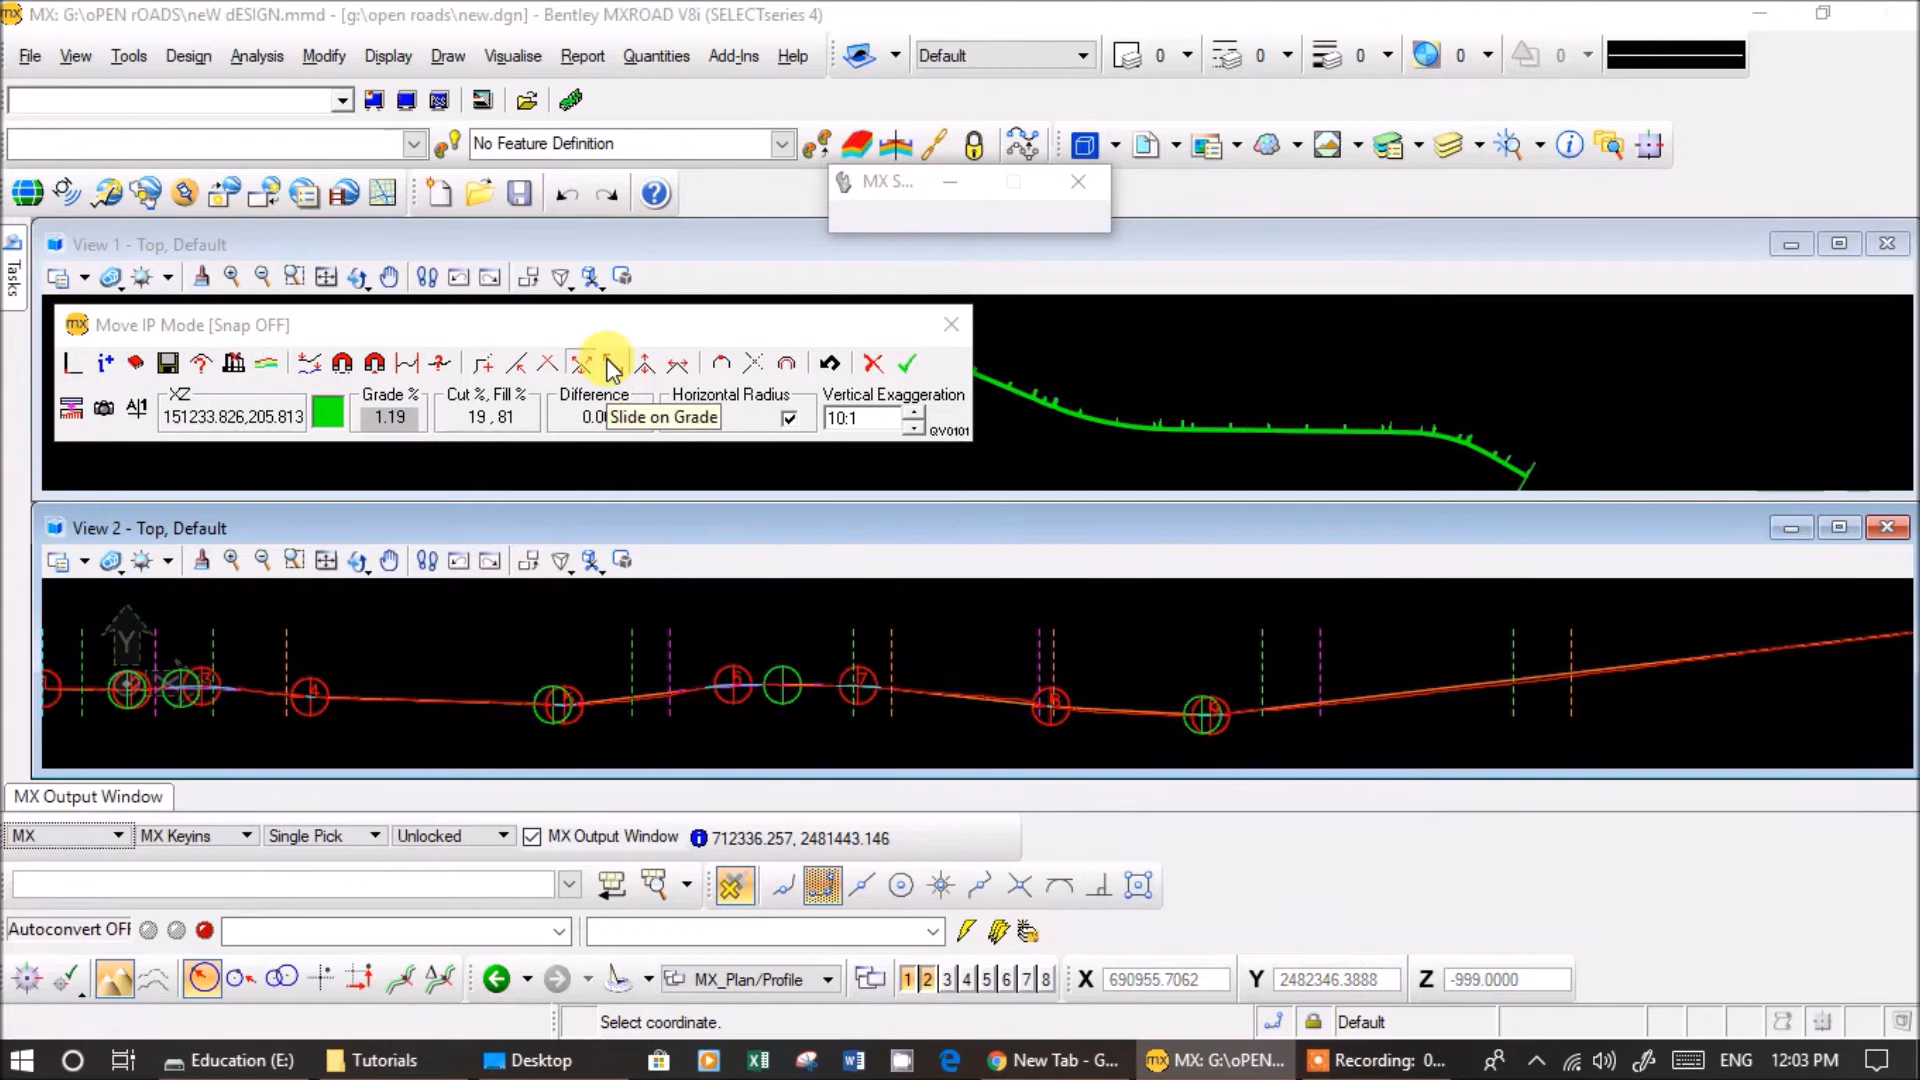 MX: G:\oPEN rOADS\neW dESIGN.mmd - [g:\open roads\new.dgn] - Bentley MXROAD V8i (SELECTseries 4)
File View Tools Design Analysis Modify Display Draw Visualise Report Quantities Add-Ins Help
Default 0 0 0 0 0
No Feature Definition
MX S...
Tasks
View 1 - Top, Default
Move IP Mode [Snap OFF]
XZ Grade % Cut %, Fill % Difference Horizontal Radius Vertical Exaggeration
151233.826,205.813 1.19 19 , 81 0.0 Slide on Grade 10:1 QV0101
View 2 - Top, Default
Y
4 6 7 8
MX Output Window
MX MX Keyins Single Pick Unlocked MX Output Window 712336.257, 2481443.146
Autoconvert OFF
MX_Plan/Profile 1 2 3 4 5 6 7 8 X 690955.7062 Y 2482346.3888 Z -999.0000
Select coordinate. Default
Education (E:) Tutorials Desktop New Tab - G... MX: G:\oPEN... Recording: 0... ENG 12:03 PM